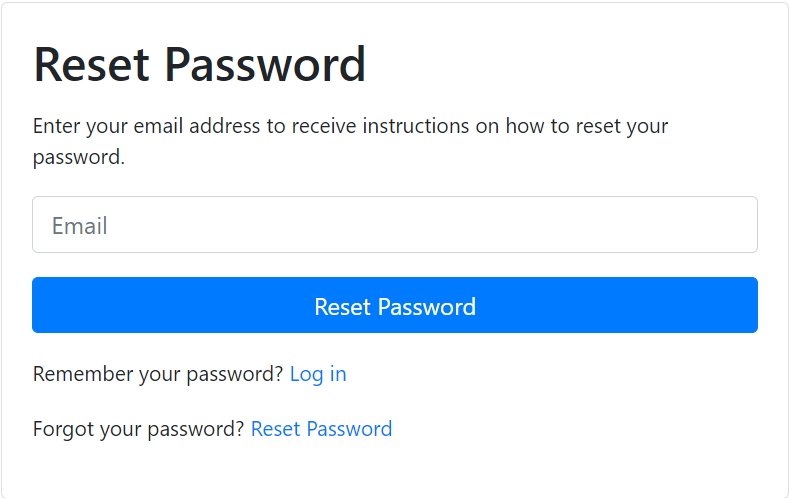 Reset Password
Enter your email address to receive instructions on how to reset your
password.
Email
Reset Password
Remember your password? Log in
Forgot your password? Reset Password